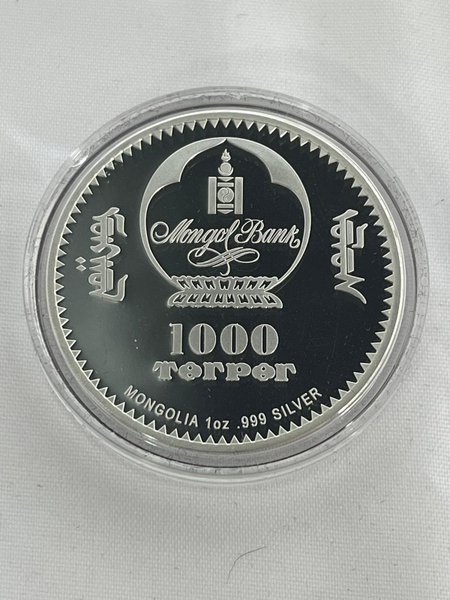 Mongol Bank
1000
төгрөг
MONGOLIA 1oz .999 SILVER